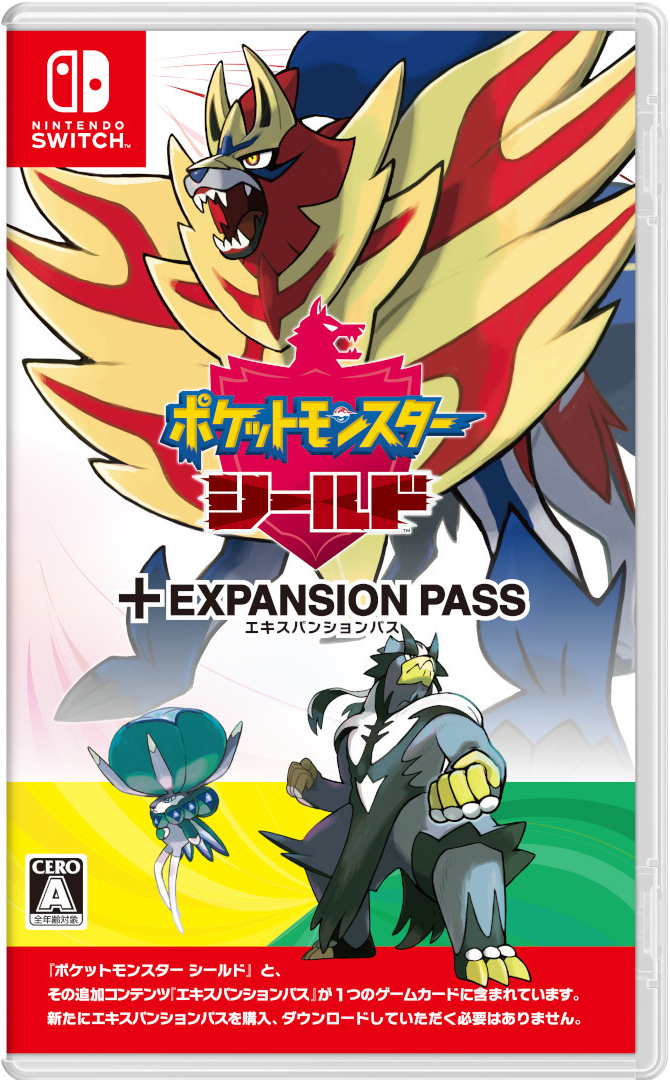 NINTENDO
SWITCH™
ポケットモンスター
シールド™
+EXPANSION PASS
エキスパンションパス
CERO
A
全年齢対象
『ポケットモンスター シールド』と、
その追加コンテンツ『エキスパンションパス』が1つのゲームカードに含まれています。
新たにエキスパンションパスを購入、ダウンロードしていただく必要はありません。